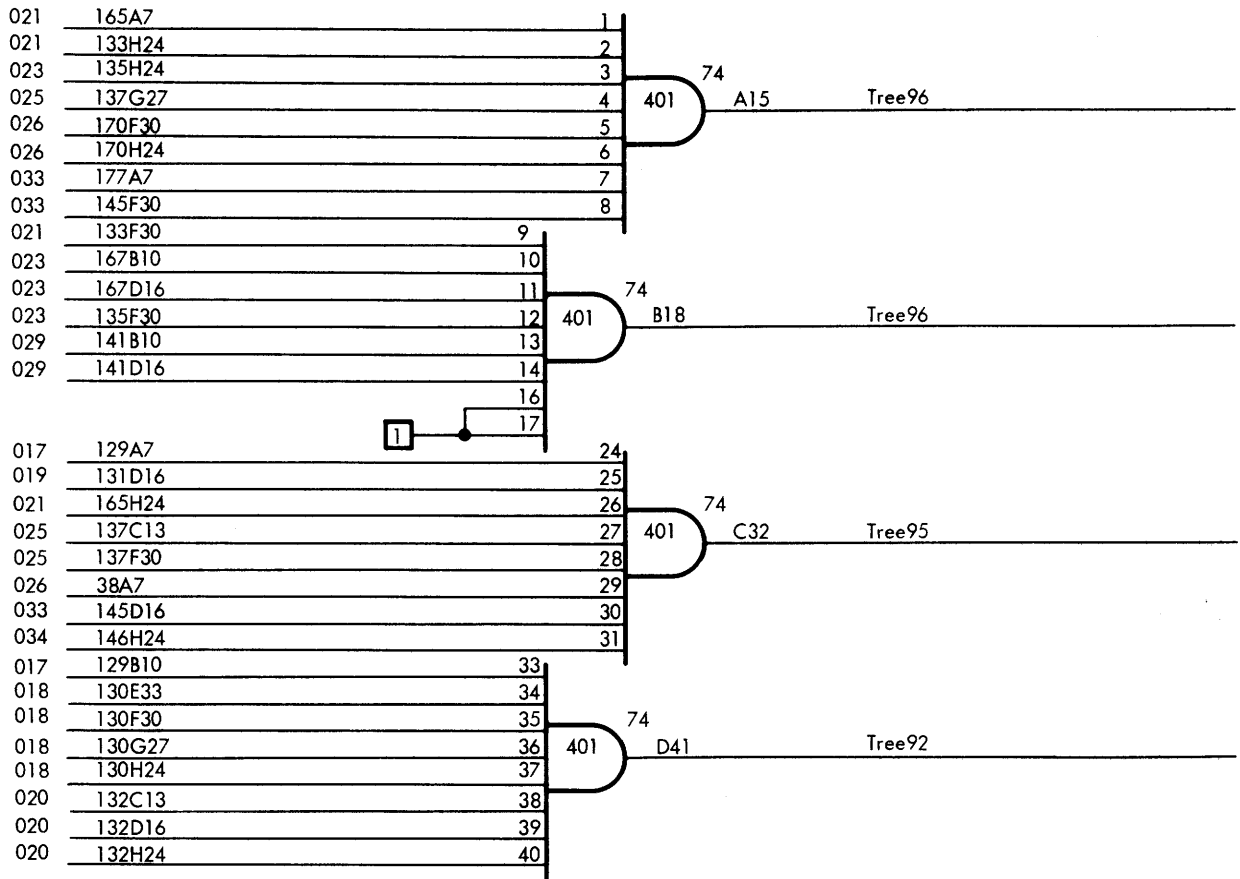 021 165A7 1
021 133H24 2
023 135H24 3 74
025 137G27 4 401 A15 Tree96
026 170F30 5
026 170H24 6
033 177A7 7
033 145F30 8
021 133F30 9
023 167B10 10
023 167D16 11 74
023 135F30 12 401 B18 Tree96
029 141B10 13
029 141D16 14
16
1 17
017 129A7 24
019 131D16 25
021 165H24 26 74
025 137C13 27 401 C32 Tree95
025 137F30 28
026 38A7 29
033 145D16 30
034 146H24 31
017 129B10 33
018 130E33 34
018 130F30 35 74
018 130G27 36 401 D41 Tree92
018 130H24 37
020 132C13 38
020 132D16 39
020 132H24 40